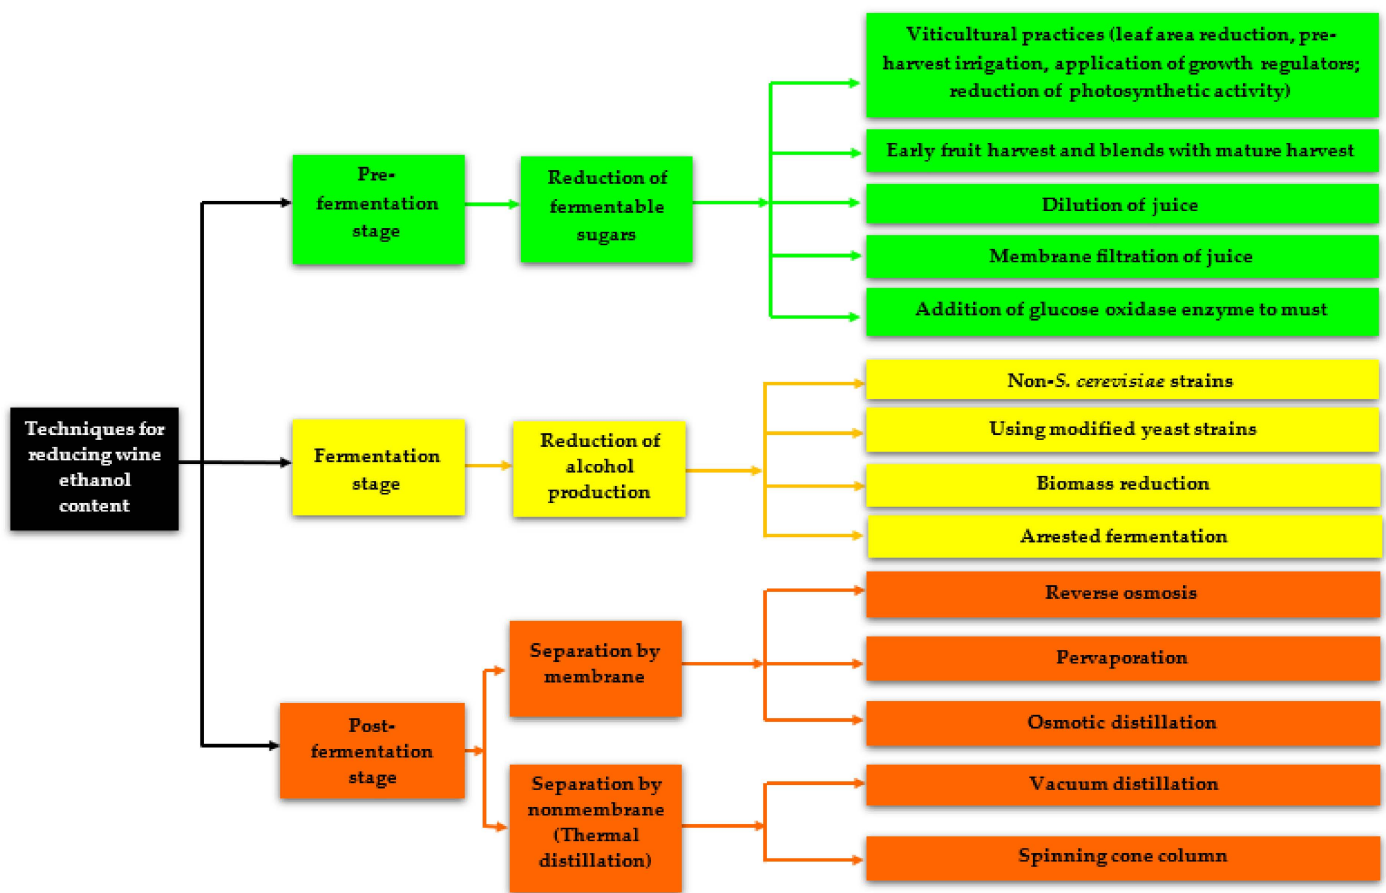 Techniques for
reducing wine
ethanol
content
Pre-
fermentation
stage
Reduction of
fermentable
sugars
Viticultural practices (leaf area reduction, pre-
harvest irrigation, application of growth regulators;
reduction of photosynthetic activity)
Early fruit harvest and blends with mature harvest
Dilution of juice
Membrane filtration of juice
Addition of glucose oxidase enzyme to must
Fermentation
stage
Reduction of
alcohol
production
Non-S. cerevisiae strains
Using modified yeast strains
Biomass reduction
Arrested fermentation
Post-
fermentation
stage
Separation by
membrane
Reverse osmosis
Pervaporation
Osmotic distillation
Separation by
nonmembrane
(Thermal
distillation)
Vacuum distillation
Spinning cone column